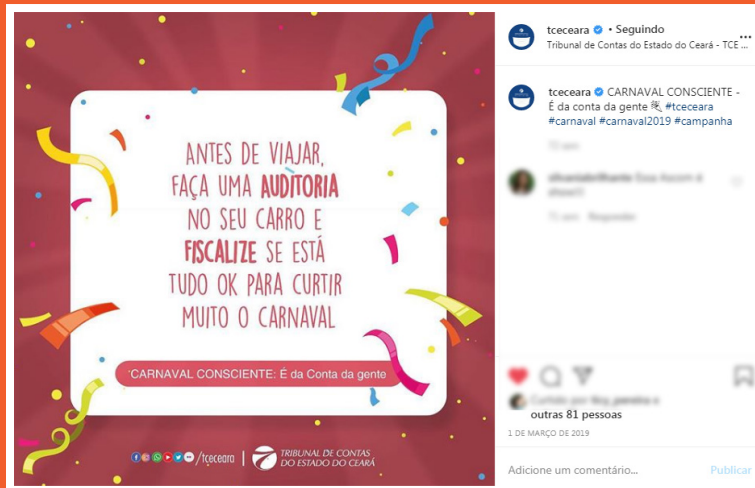 ANTES DE VIAJAR,
FAÇA UMA AUDITORIA
NO SEU CARRO E
FISCALIZE SE ESTÁ
TUDO OK PARA CURTIR
MUITO O CARNAVAL
CARNAVAL CONSCIENTE: É da Conta da gente
/tceceara
TRIBUNAL DE CONTAS
DO ESTADO DO CEARÁ
tceceara • Seguindo
Tribunal de Contas do Estado do Ceará - TCE ...
tceceara CARNAVAL CONSCIENTE -
É da conta da gente #tceceara
#carnaval #carnaval2019 #campanha
outras 81 pessoas
1 DE MARÇO DE 2019
Adicione um comentário...
Publicar